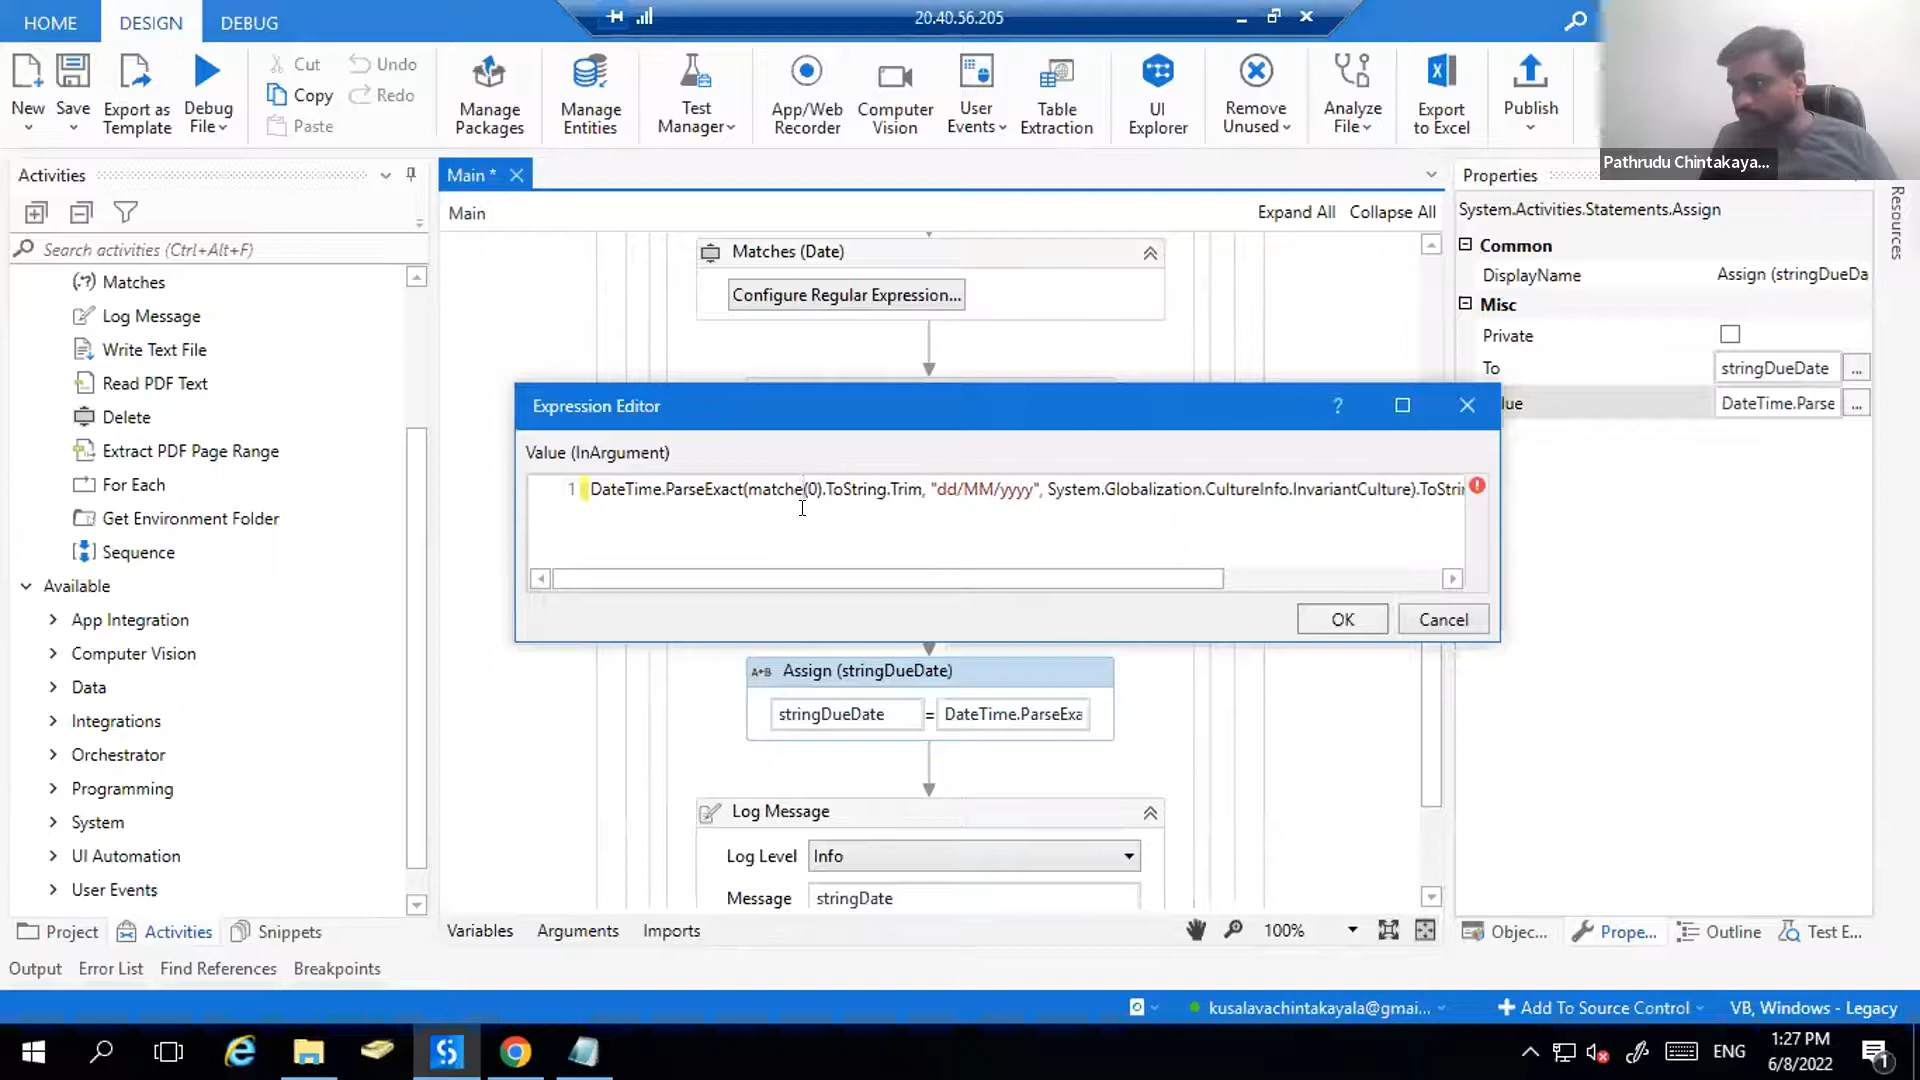 HOME DESIGN DEBUG
20.40.56.205
New Save Export as Template Debug File
Cut Copy Paste
Undo Redo
Manage Packages
Manage Entities
Test Manager
App/Web Recorder
Computer Vision
User Events
Table Extraction
UI Explorer
Remove Unused
Analyze File
Export to Excel
Publish
Pathrudu Chintakaya...
Activities
Search activities (Ctrl+Alt+F)
Matches
Log Message
Write Text File
Read PDF Text
Delete
Extract PDF Page Range
For Each
Get Environment Folder
Sequence
Available
App Integration
Computer Vision
Data
Integrations
Orchestrator
Programming
System
UI Automation
User Events
Project Activities Snippets
Output Error List Find References Breakpoints
Main *
Main
Expand All Collapse All
Matches (Date)
Configure Regular Expression...
Expression Editor
Value (InArgument)
1 DateTime.ParseExact(matche(0).ToString.Trim, "dd/MM/yyyy", System.Globalization.CultureInfo.InvariantCulture).ToStrin
OK Cancel
A+B Assign (stringDueDate)
stringDueDate = DateTime.ParseExa
Log Message
Log Level Info
Message stringDate
Variables Arguments Imports
100%
Properties
System.Activities.Statements.Assign
Common
DisplayName Assign (stringDueDa
Misc
Private
To stringDueDate ...
lue DateTime.Parse ...
Resources
Objec... Prope... Outline Test E...
kusalavachintakayala@gmai...
Add To Source Control
VB, Windows - Legacy
ENG
1:27 PM
6/8/2022
1